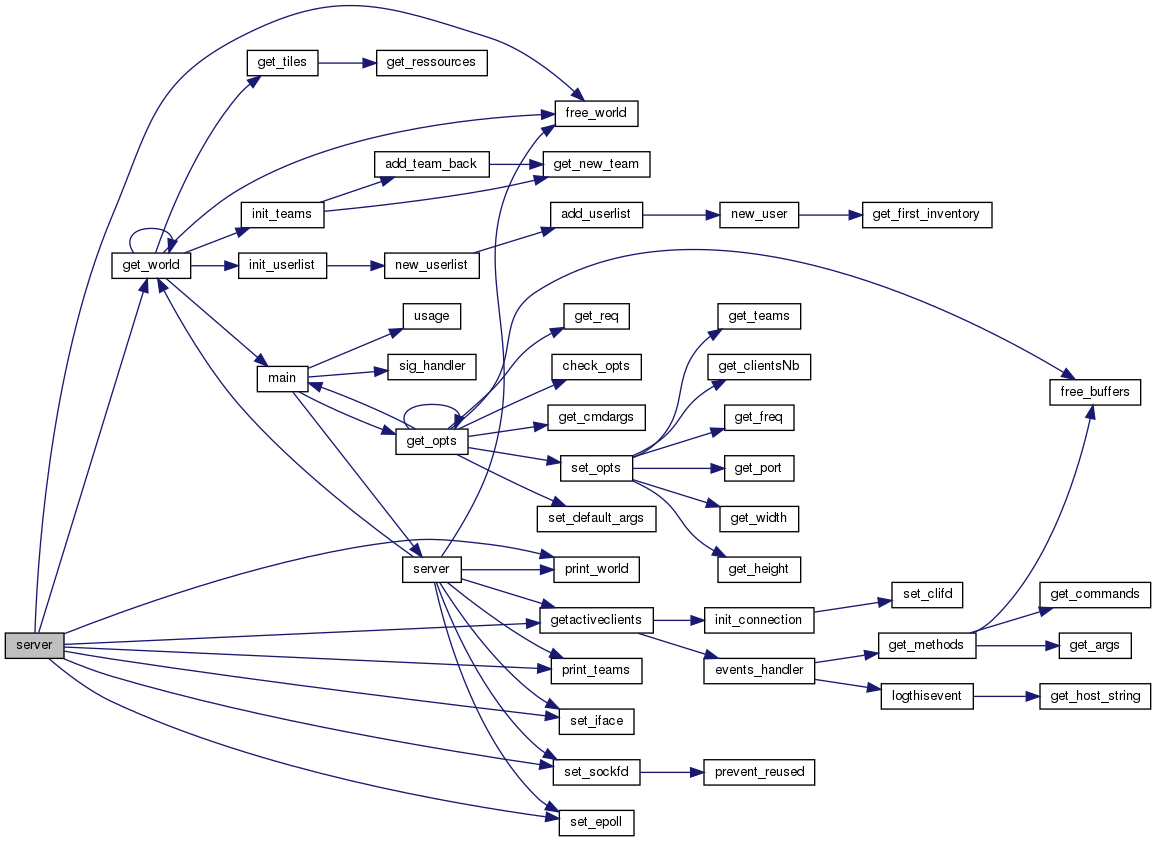 get_tiles
get_ressources
free_world
add_team_back
get_new_team
init_teams
add_userlist
new_user
get_first_inventory
get_world
init_userlist
new_userlist
usage
get_req
get_teams
sig_handler
check_opts
get_clientsNb
main
free_buffers
get_cmdargs
get_freq
get_opts
set_opts
get_port
set_default_args
get_width
server
print_world
get_height
set_clifd
get_commands
getactiveclients
init_connection
server
get_methods
get_args
print_teams
events_handler
logthisevent
get_host_string
set_iface
set_sockfd
prevent_reused
set_epoll